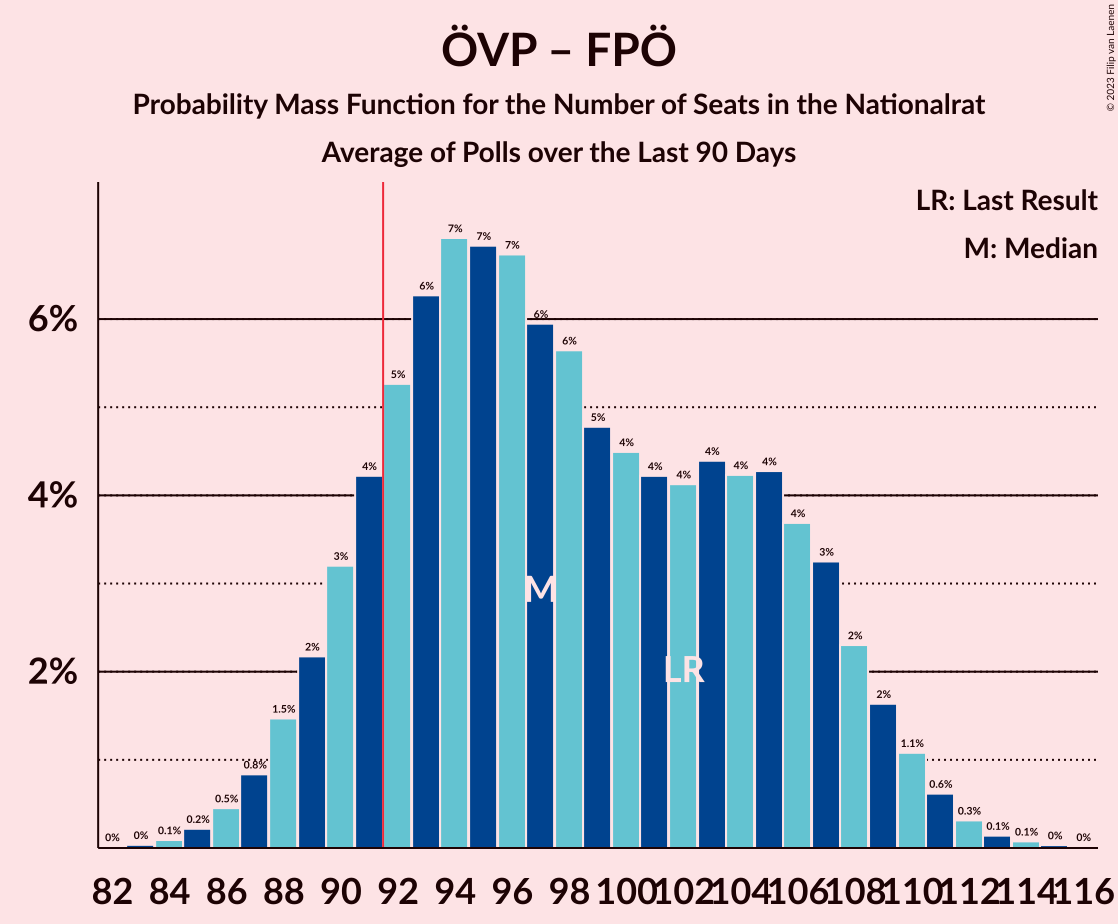 ÖVP – FPÖ
Probability Mass Function for the Number of Seats in the Nationalrat
Average of Polls over the Last 90 Days
© 2023 Filip van Laenen
LR: Last Result
M: Median
6%
4%
2%
0% 0% 0.1% 0.2% 0.5% 0.8% 1.5% 2% 3% 4% 5% 6% 7% 7% 7% 6% 6% 5% 4% 4% 4% 4% 4% 4% 4% 3% 2% 2% 1.1% 0.6% 0.3% 0.1% 0.1% 0% 0%
M
LR
82 84 86 88 90 92 94 96 98 100 102 104 106 108 110 112 114 116